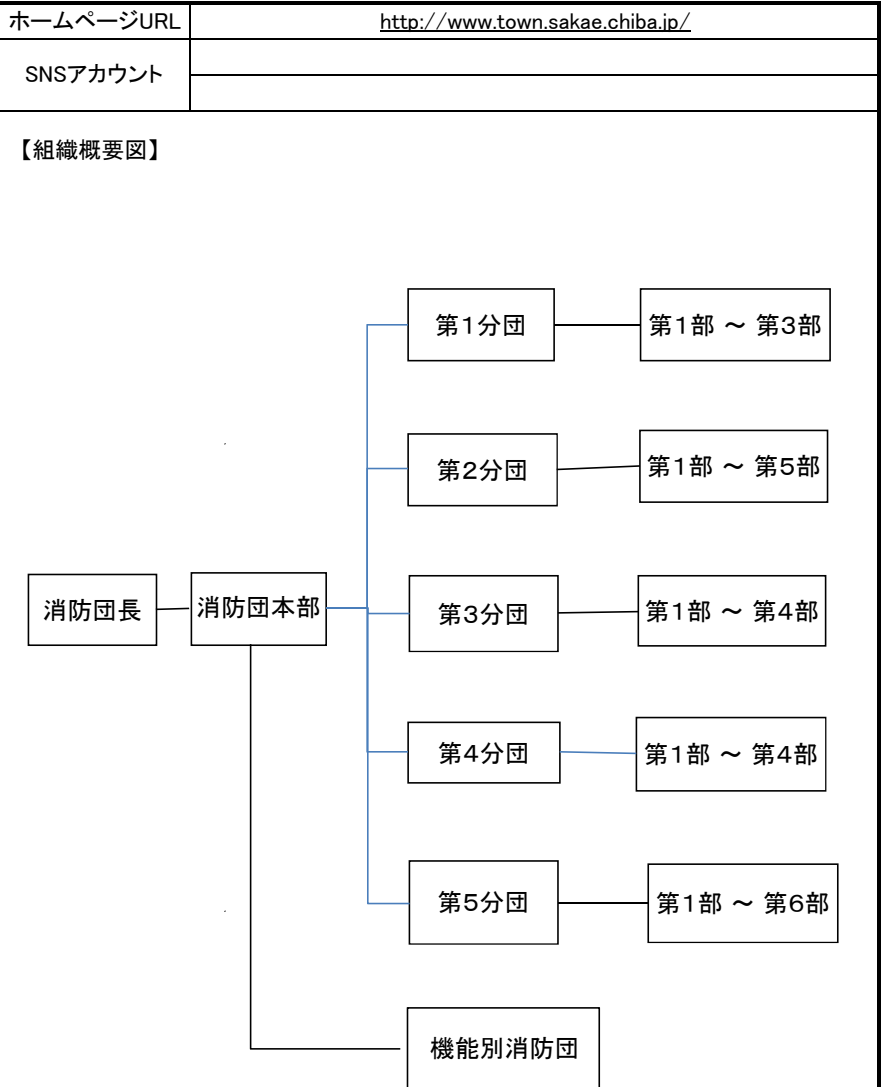 ホームページURL http://www.town.sakae.chiba.jp/
SNSアカウント
【組織概要図】
第1分団 第1部 ～ 第3部
第2分団 第1部 ～ 第5部
消防団長 消防団本部 第3分団 第1部 ～ 第4部
第4分団 第1部 ～ 第4部
第5分団 第1部 ～ 第6部
機能別消防団